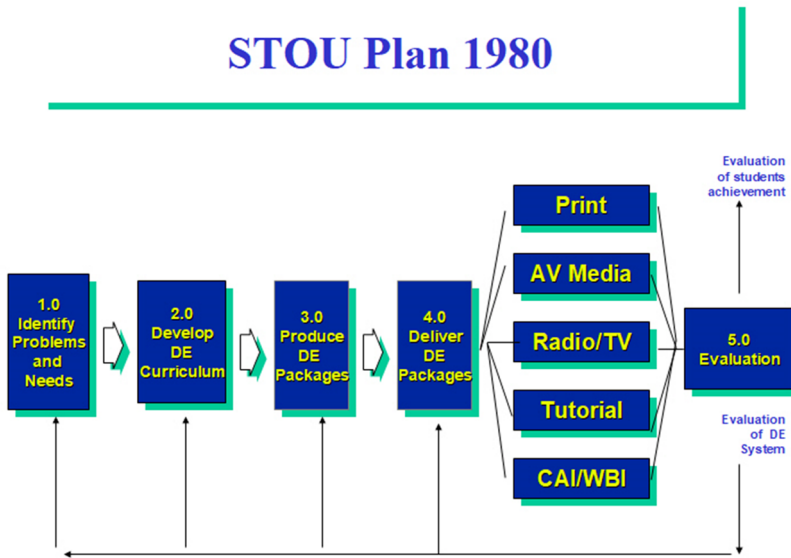 STOU Plan 1980
1.0
Identify
Problems
and
Needs
2.0
Develop
DE
Curriculum
3.0
Produce
DE
Packages
4.0
Deliver
DE
Packages
Print
AV Media
Radio/TV
Tutorial
CAI/WBI
Evaluation
of students
achievement
5.0
Evaluation
Evaluation
of DE
System